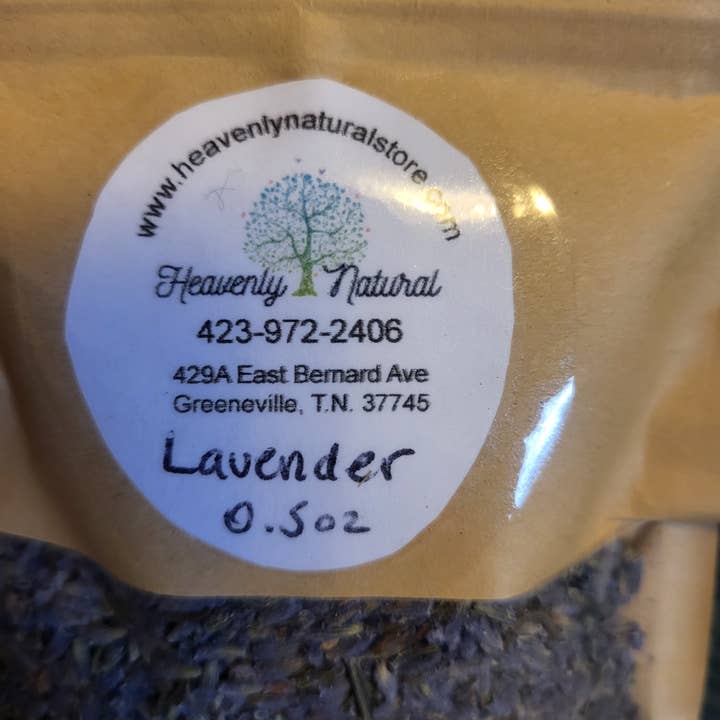 www.heavenlynaturalstore.com
Heavenly Natural
423-972-2406
429A East Bernard Ave
Greeneville, T.N. 37745
Lavender
0.5oz